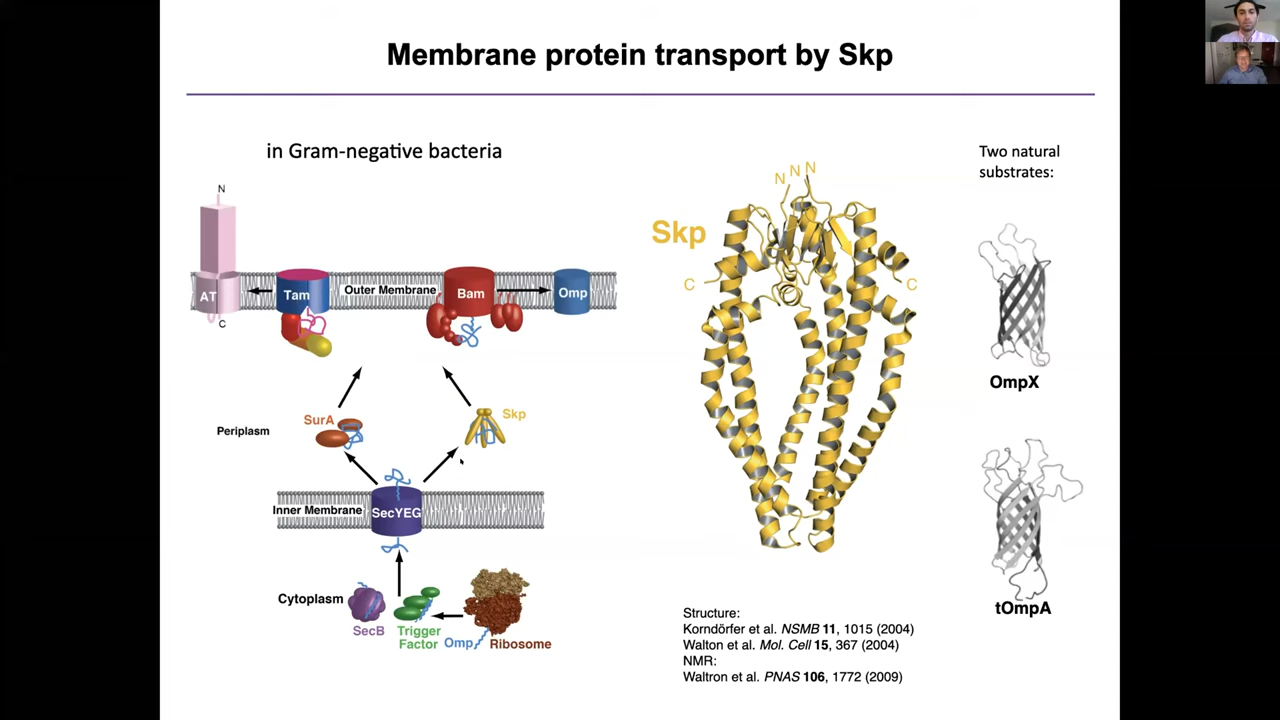 Membrane protein transport by Skp
in Gram-negative bacteria
N
AT
C
Tam
Outer Membrane
Bam
Omp
SurA
Skp
Periplasm
Inner Membrane
SecYEG
Cytoplasm
SecB
Trigger
Factor
Omp
Ribosome
Skp
N N N
C
C
Structure:
Korndörfer et al. NSMB 11, 1015 (2004)
Walton et al. Mol. Cell 15, 367 (2004)
NMR:
Waltron et al. PNAS 106, 1772 (2009)
Two natural
substrates:
OmpX
tOmpA